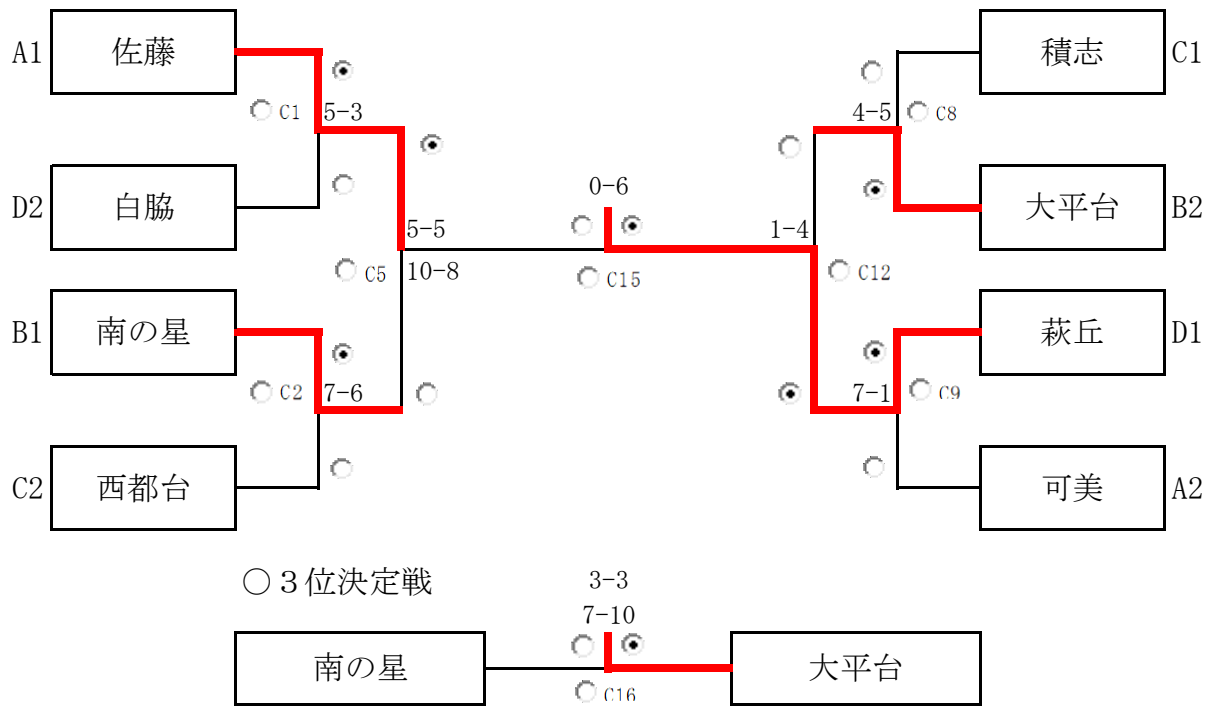 A1 佐藤
積志 C1
C1 5-3
4-5 C8
D2 白脇
大平台 B2
0-6
5-5
1-4
C5 10-8
C15
C12
B1 南の星
萩丘 D1
C2 7-6
7-1 C9
C2 西都台
可美 A2
○３位決定戦
3-3
7-10
南の星
大平台
C16